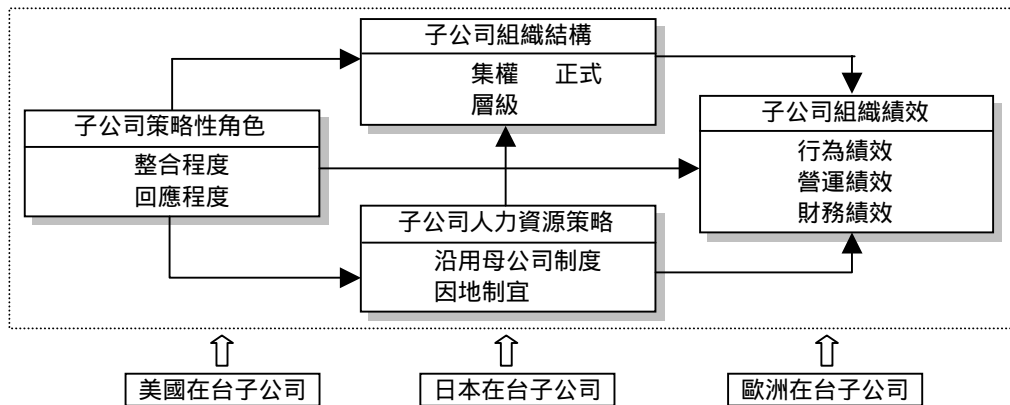 子公司組織結構
集權 正式
層級
子公司策略性角色
整合程度
回應程度
子公司組織績效
行為績效
營運績效
財務績效
子公司人力資源策略
沿用母公司制度
因地制宜
美國在台子公司
日本在台子公司
歐洲在台子公司